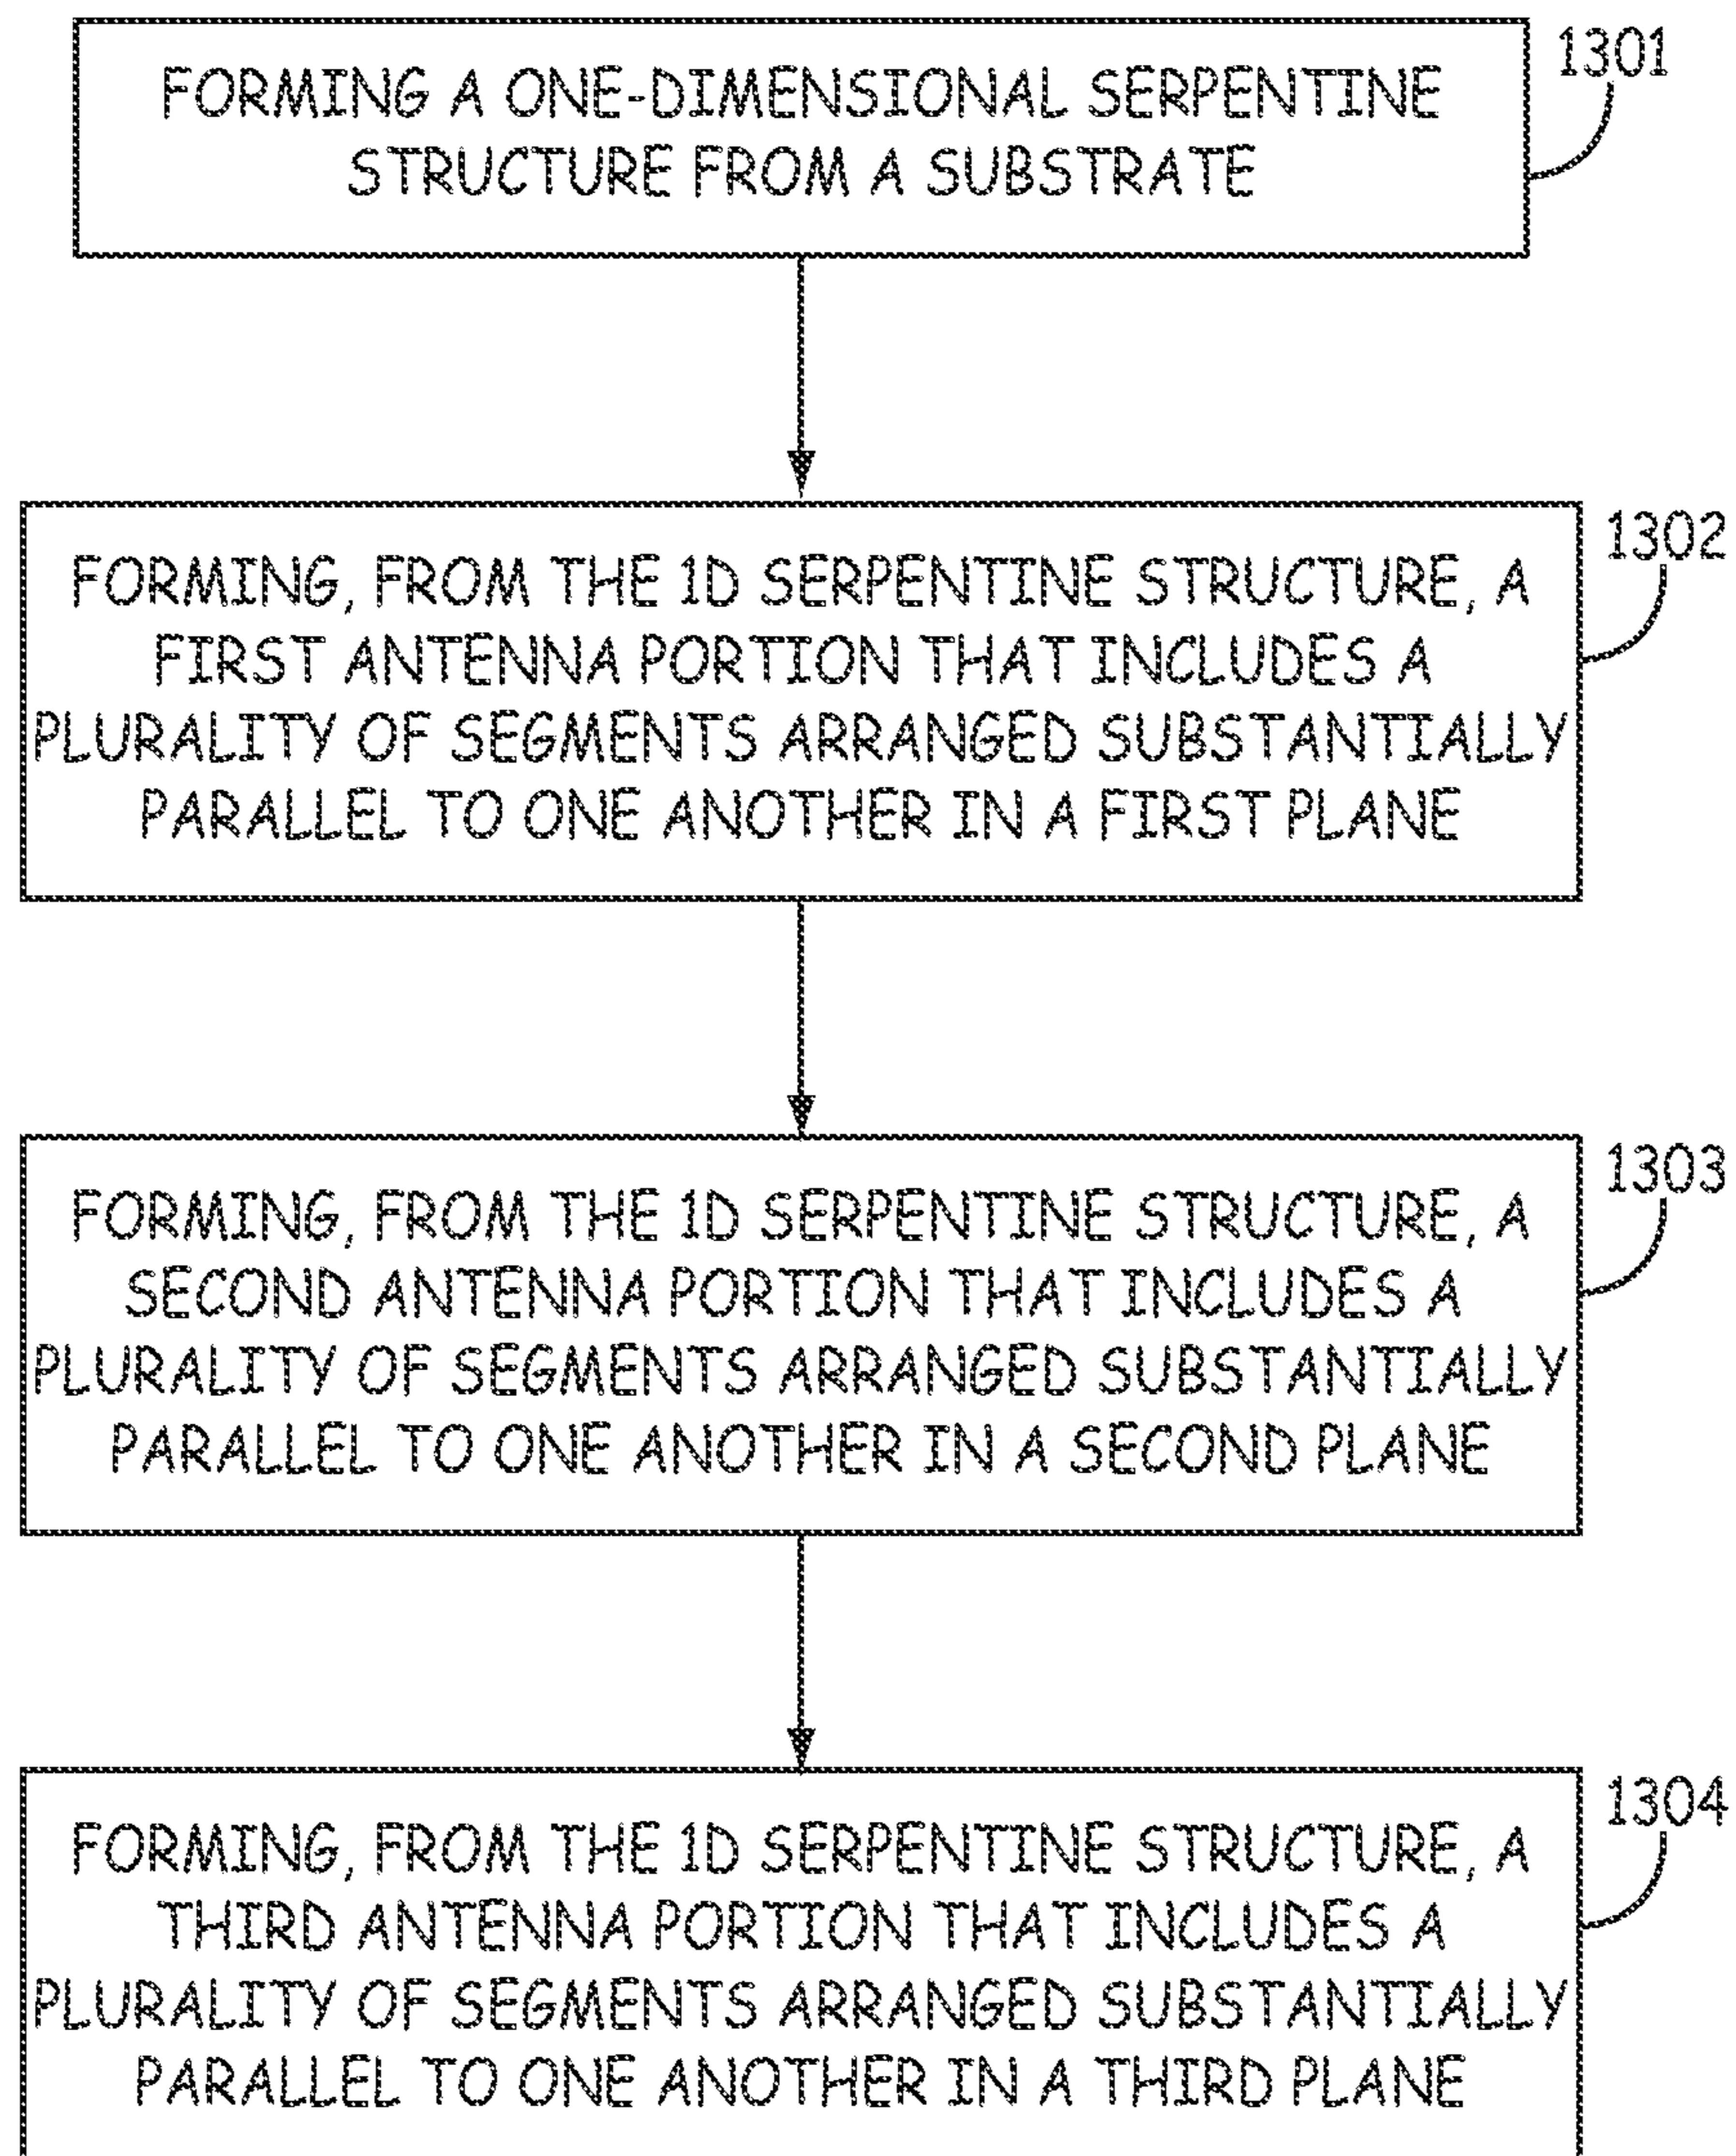 FORMING A ONE-DIMENSIONAL SERPENTINE
STRUCTURE FROM A SUBSTRATE
1301
FORMING, FROM THE 1D SERPENTINE STRUCTURE, A
FIRST ANTENNA PORTION THAT INCLUDES A
PLURALITY OF SEGMENTS ARRANGED SUBSTANTIALLY
PARALLEL TO ONE ANOTHER IN A FIRST PLANE
1302
FORMING, FROM THE 1D SERPENTINE STRUCTURE, A
SECOND ANTENNA PORTION THAT INCLUDES A
PLURALITY OF SEGMENTS ARRANGED SUBSTANTIALLY
PARALLEL TO ONE ANOTHER IN A SECOND PLANE
1303
FORMING, FROM THE 1D SERPENTINE STRUCTURE, A
THIRD ANTENNA PORTION THAT INCLUDES A
PLURALITY OF SEGMENTS ARRANGED SUBSTANTIALLY
PARALLEL TO ONE ANOTHER IN A THIRD PLANE
1304